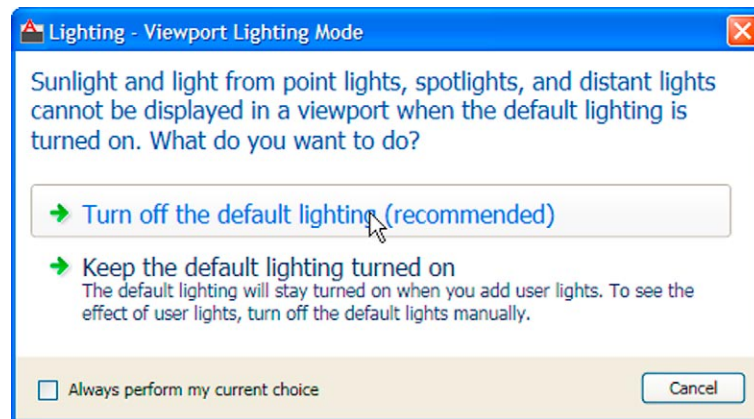 Lighting - Viewport Lighting Mode
Sunlight and light from point lights, spotlights, and distant lights
cannot be displayed in a viewport when the default lighting is
turned on. What do you want to do?
Turn off the default lighting (recommended)
Keep the default lighting turned on
The default lighting will stay turned on when you add user lights. To see the
effect of user lights, turn off the default lights manually.
Always perform my current choice
Cancel